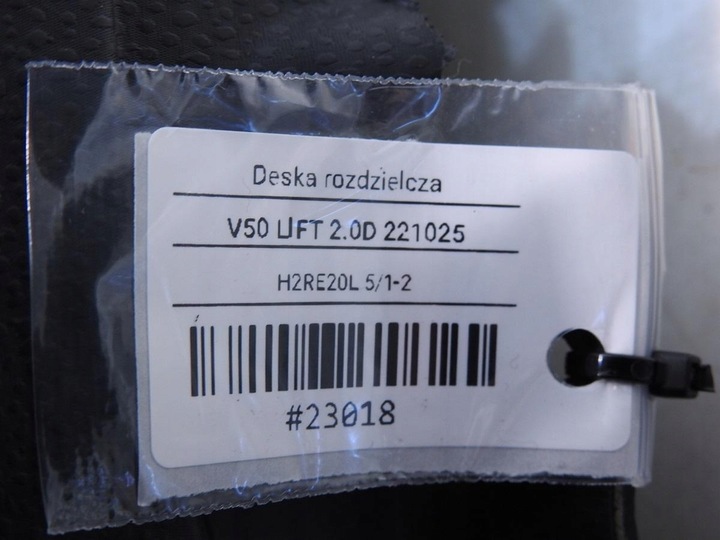 Deska rozdzielcza
V50 LIFT 2.0D 221025
H2RE20L 5/1-2
#23018